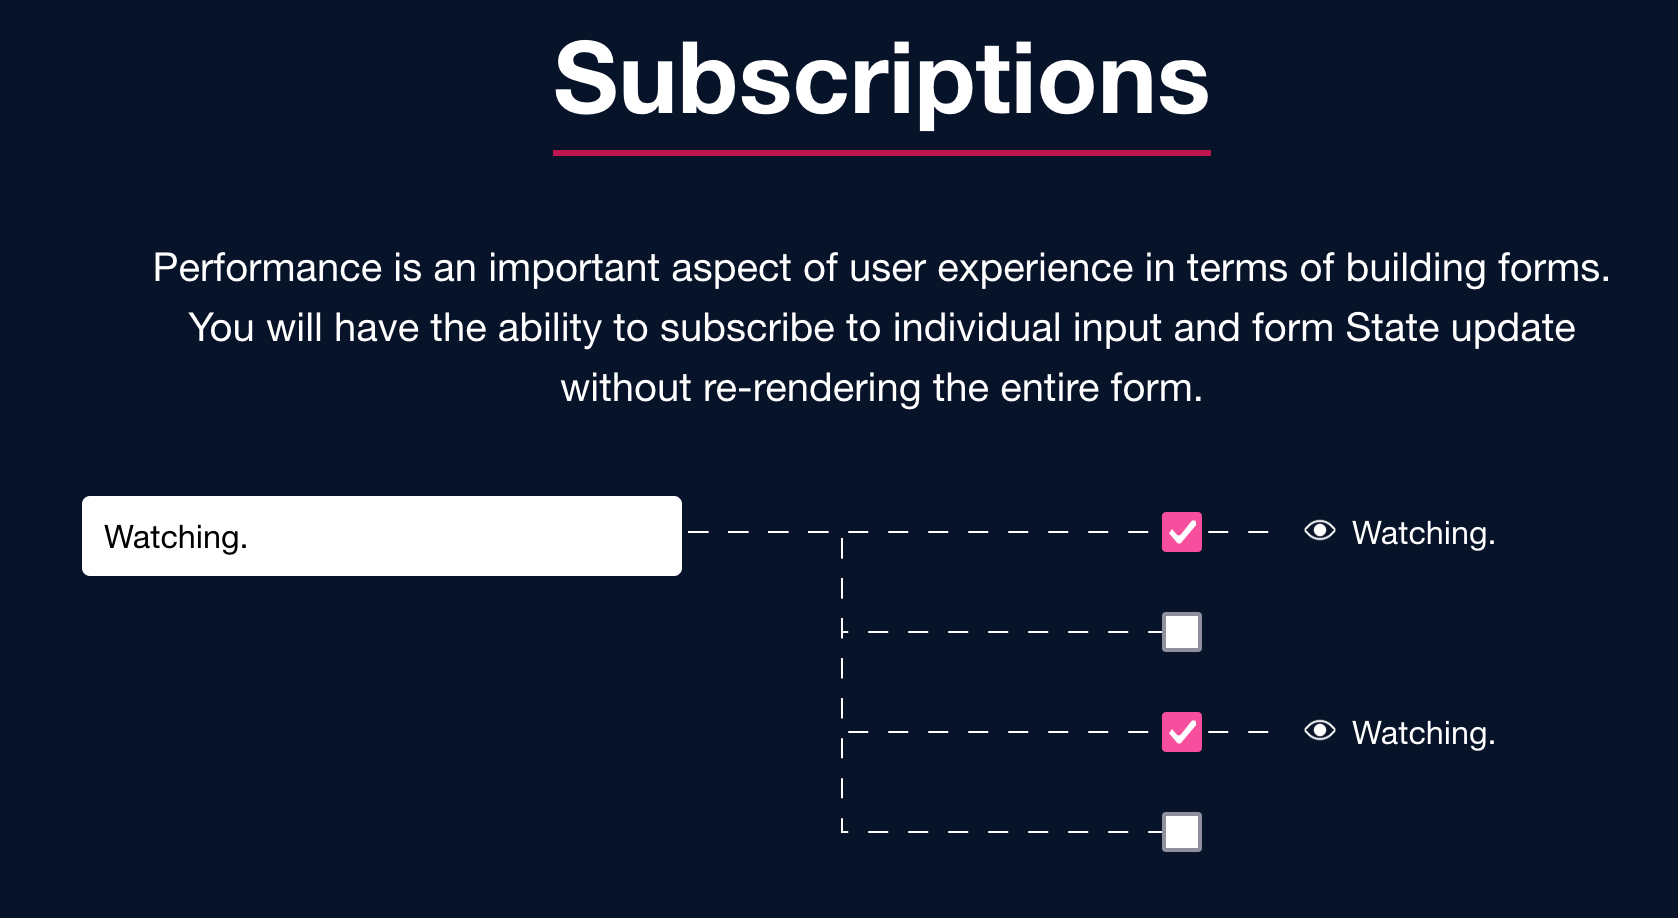 Subscriptions
Performance is an important aspect of user experience in terms of building forms.
You will have the ability to subscribe to individual input and form State update
without re-rendering the entire form.
Watching.
Watching.
Watching.